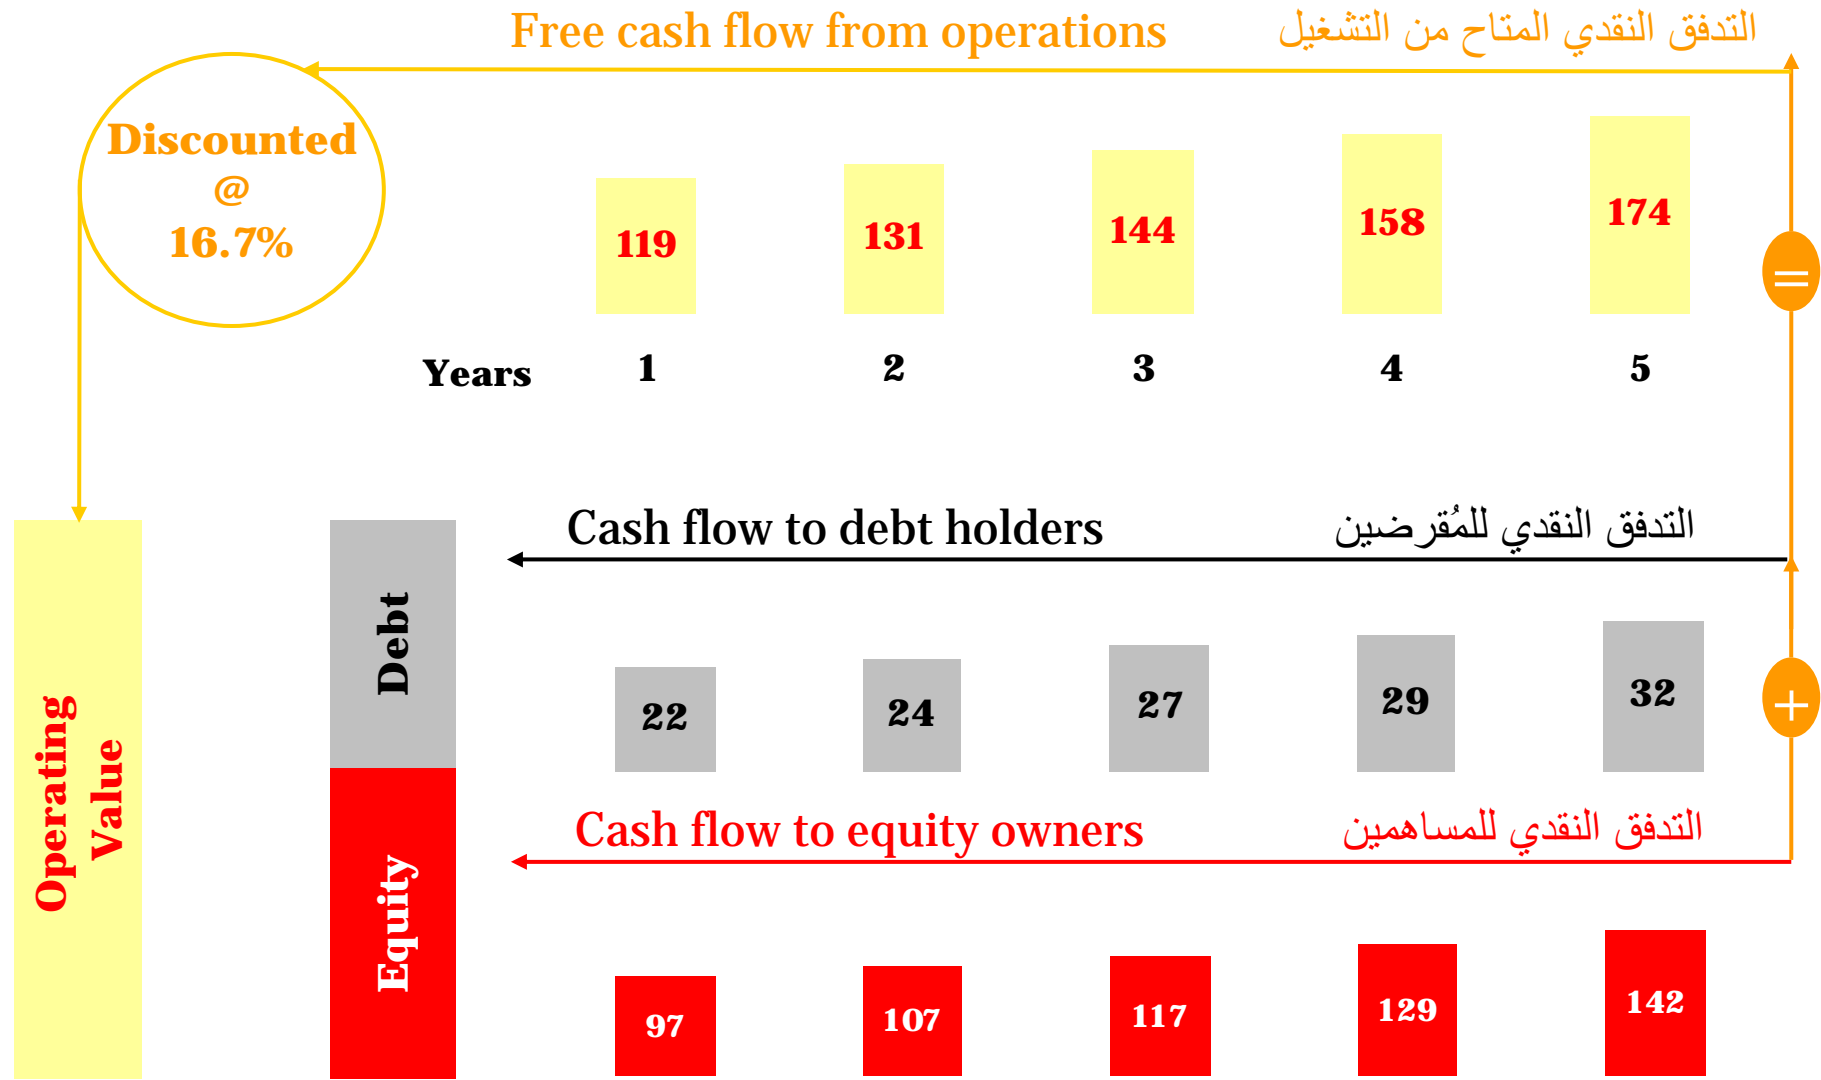 Free cash flow from operations
التدفق النقدي المتاح من التشغيل
Discounted
@
16.7%
119
131
144
158
174
=
Years
1
2
3
4
5
Cash flow to debt holders
التدفق النقدي للمُقرضين
Debt
22
24
27
29
32
+
Operating
Value
Cash flow to equity owners
التدفق النقدي للمساهمين
Equity
97
107
117
129
142